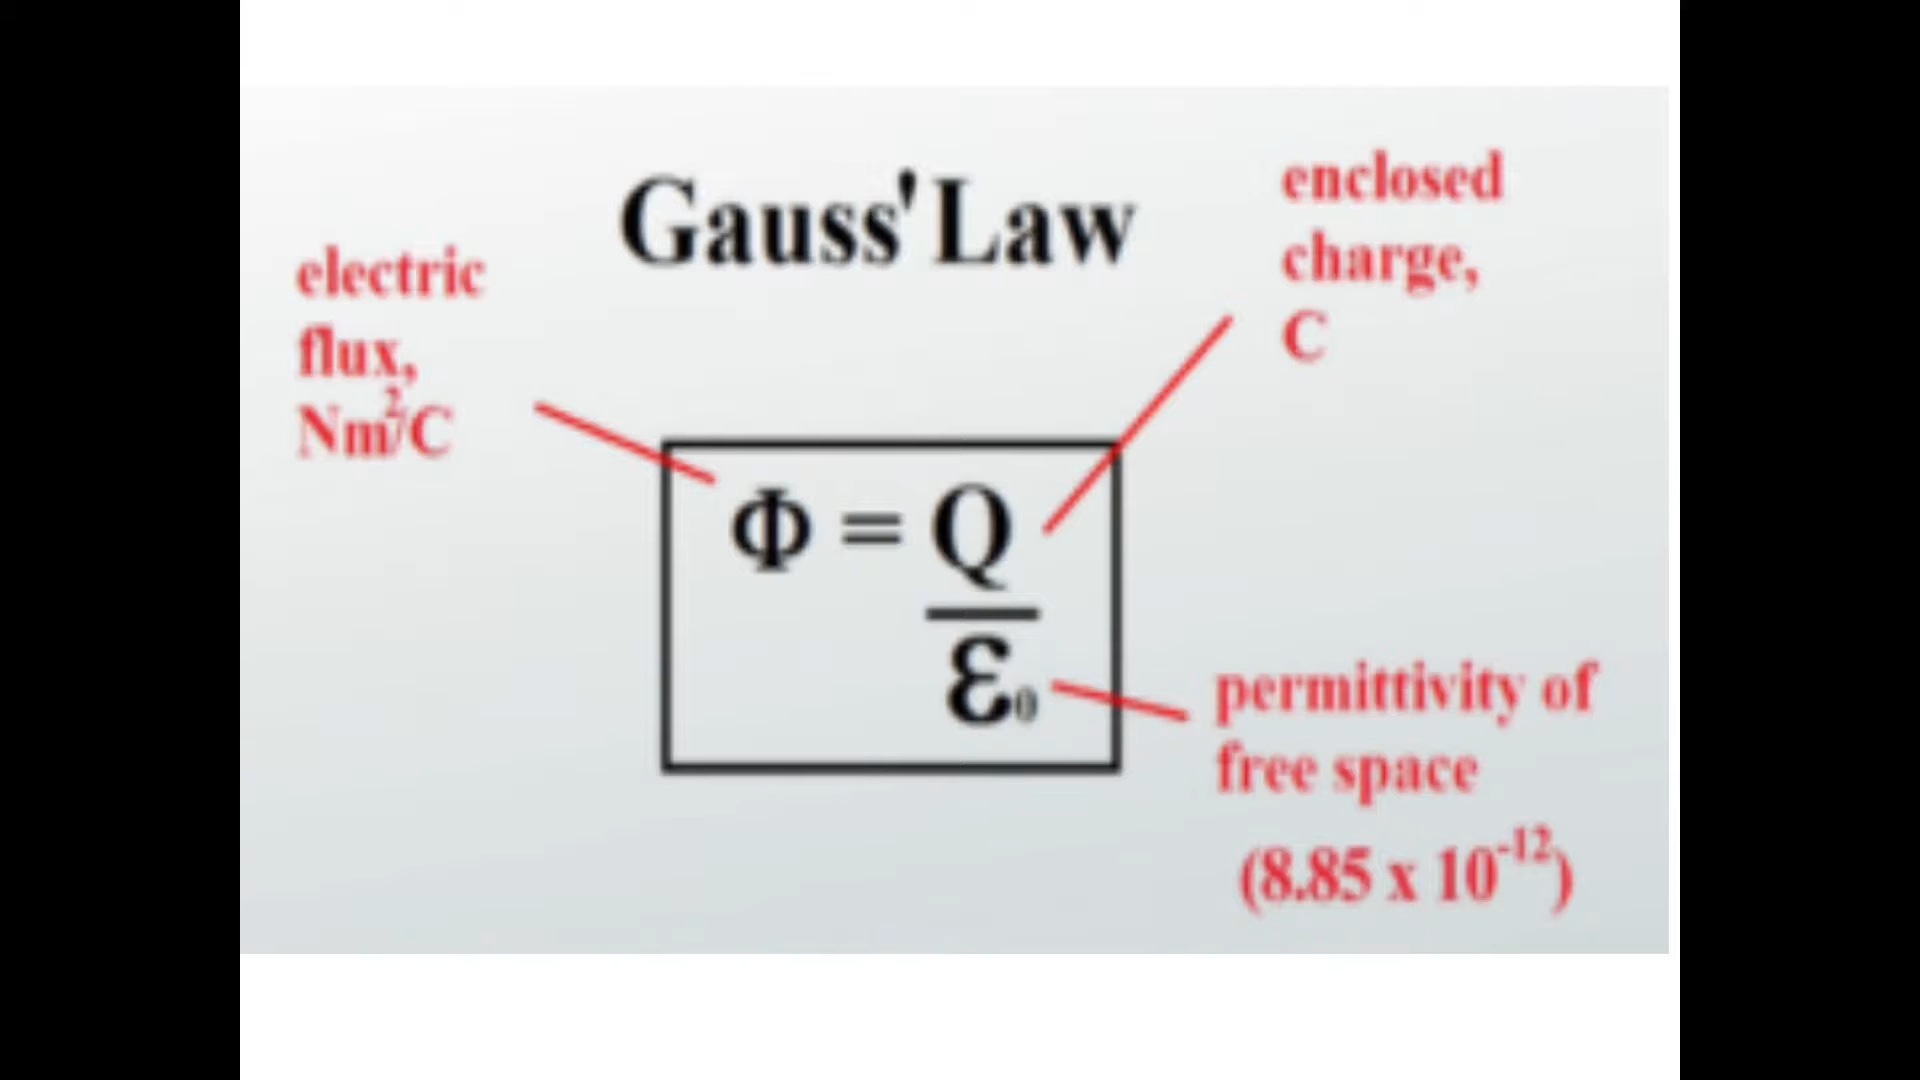 Gauss' Law
electric
flux,
Nm²/C
enclosed
charge,
C
Φ = Q
ε₀
permittivity of
free space
(8.85 x 10⁻¹²)